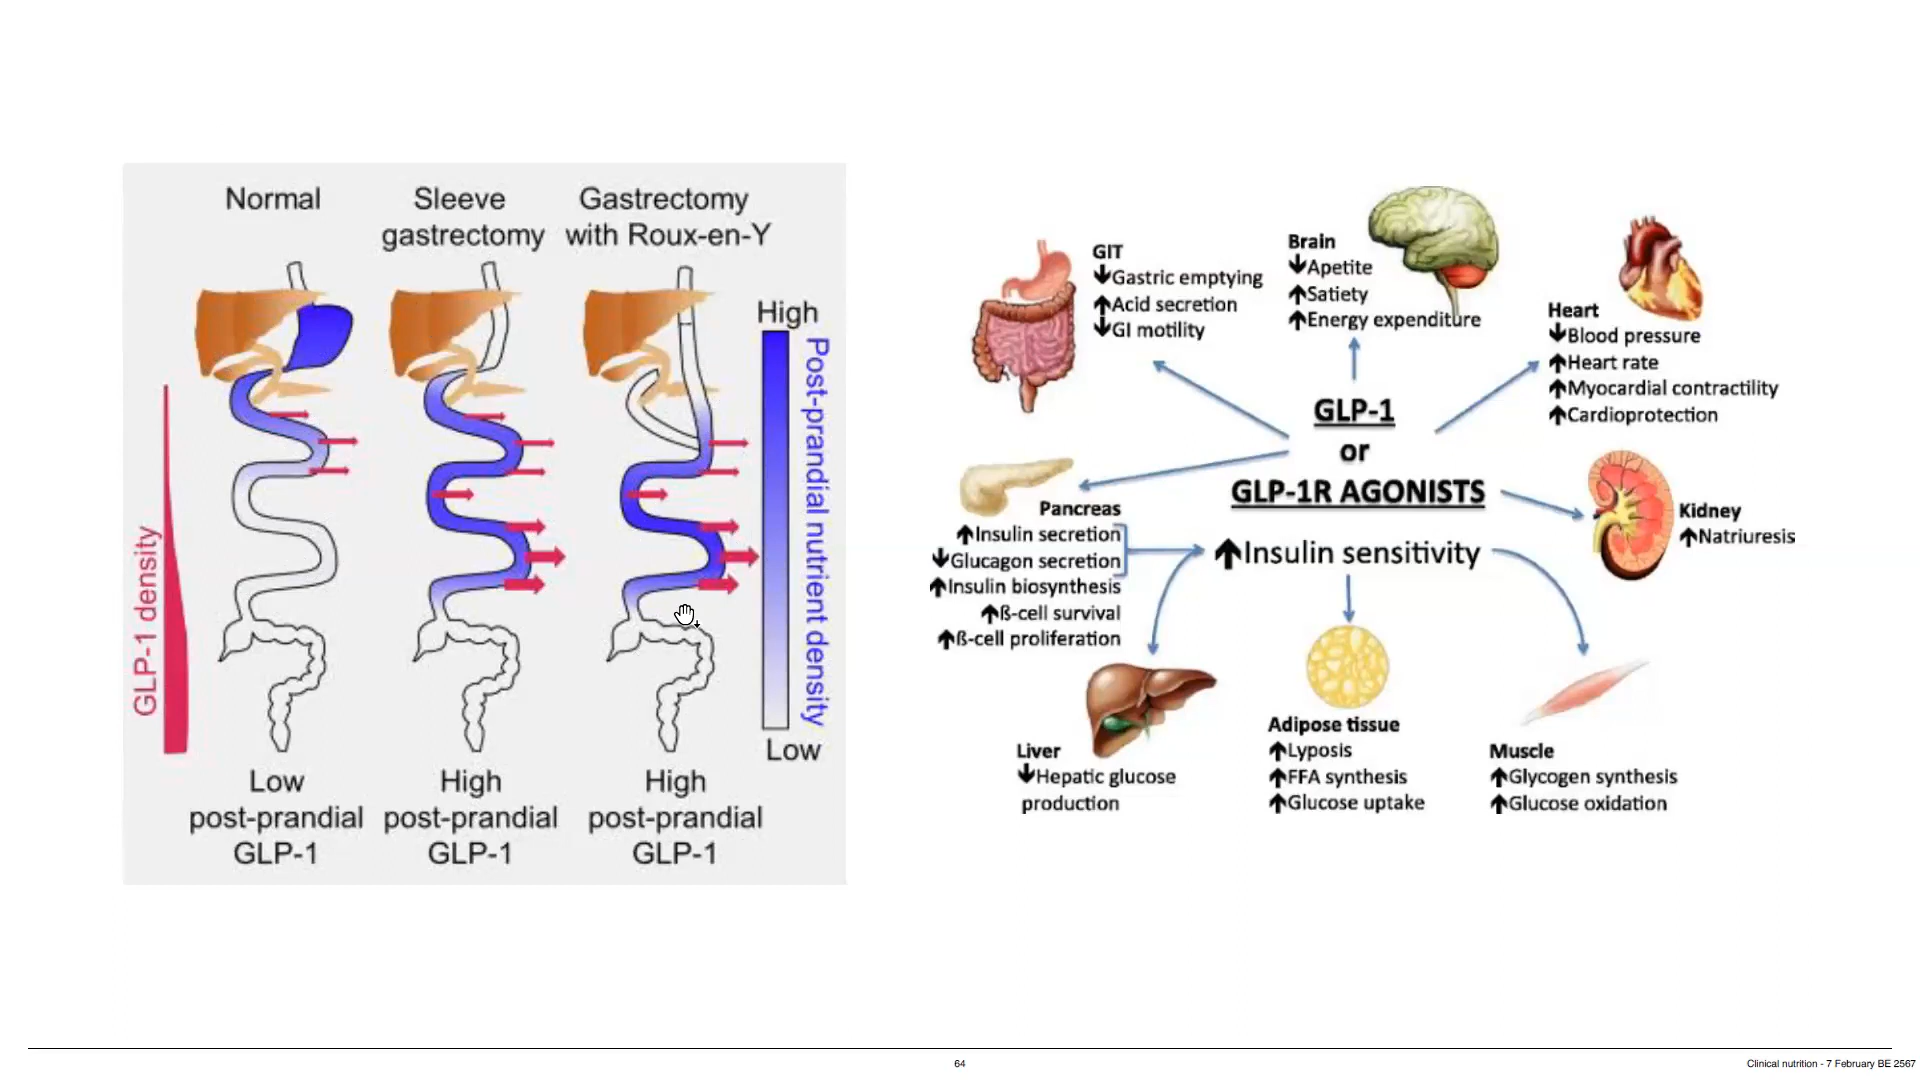 Normal
Sleeve
gastrectomy
Gastrectomy
with Roux-en-Y
High
Post-prandial nutrient density
Low
GLP-1 density
Low
post-prandial
GLP-1
High
post-prandial
GLP-1
High
post-prandial
GLP-1
GIT
↓Gastric emptying
↑Acid secretion
↓GI motility
Brain
↓Apetite
↑Satiety
↑Energy expenditure
Heart
↓Blood pressure
↑Heart rate
↑Myocardial contractility
↑Cardioprotection
GLP-1
or
GLP-1R AGONISTS
↑Insulin sensitivity
Pancreas
↑Insulin secretion
↓Glucagon secretion
↑Insulin biosynthesis
↑ß-cell survival
↑ß-cell proliferation
Kidney
↑Natriuresis
Liver
↓Hepatic glucose
production
Adipose tissue
↑Lyposis
↑FFA synthesis
↑Glucose uptake
Muscle
↑Glycogen synthesis
↑Glucose oxidation
64
Clinical nutrition - 7 February BE 2567